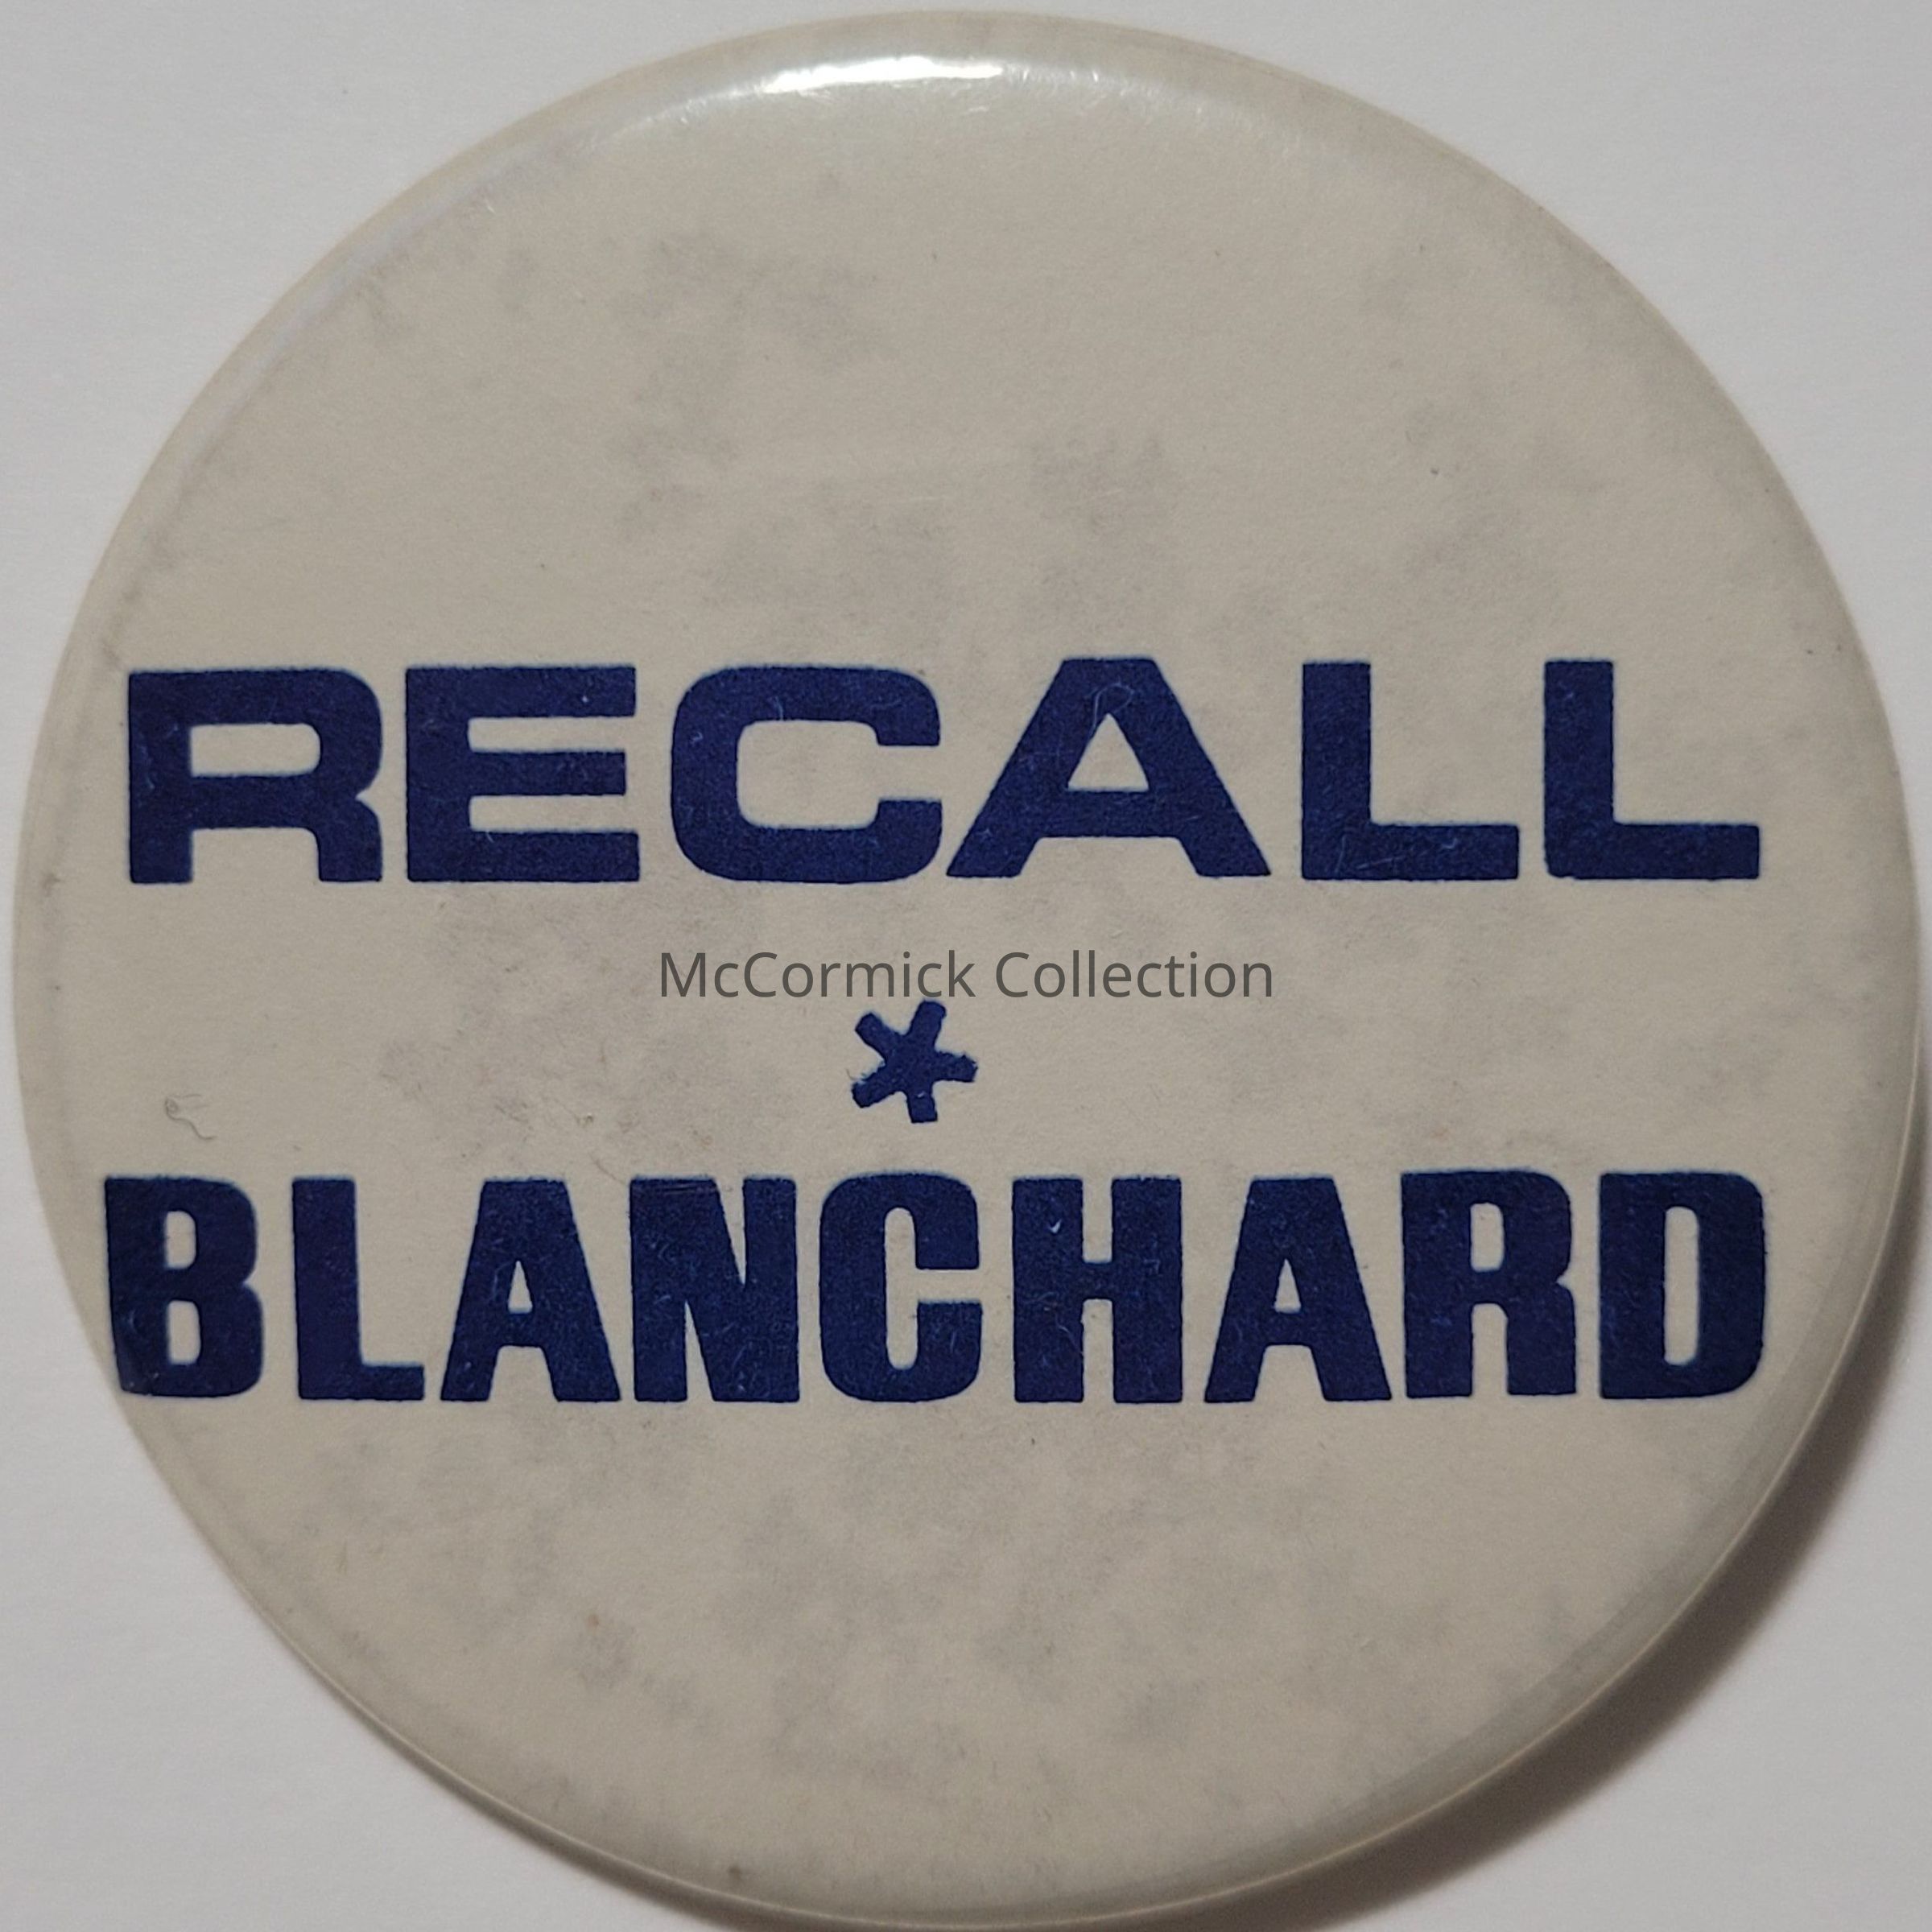 RECALL
McCormick Collection
*
BLANCHARD